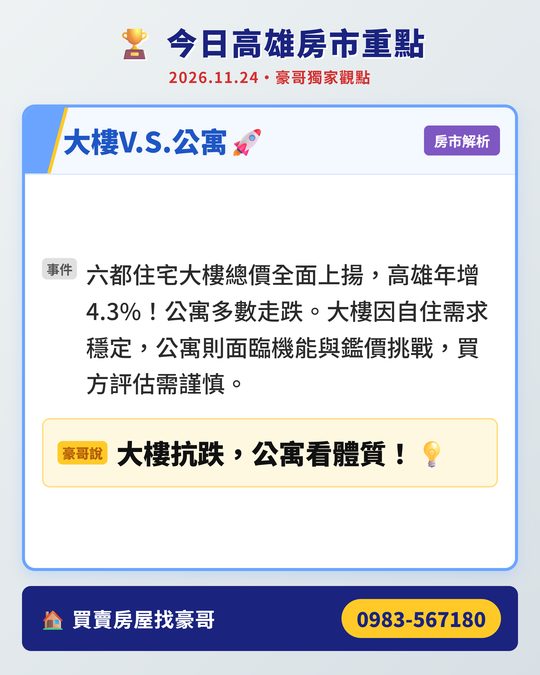 🏆 今日高雄房市重點
2026.11.24・豪哥獨家觀點
大樓V.S.公寓🚀
房市解析
事件
六都住宅大樓總價全面上揚，高雄年增
4.3%！公寓多數走跌。大樓因自住需求
穩定，公寓則面臨機能與鑑價挑戰，買
方評估需謹慎。
豪哥說 大樓抗跌，公寓看體質！💡
🏠 買賣房屋找豪哥
0983-567180